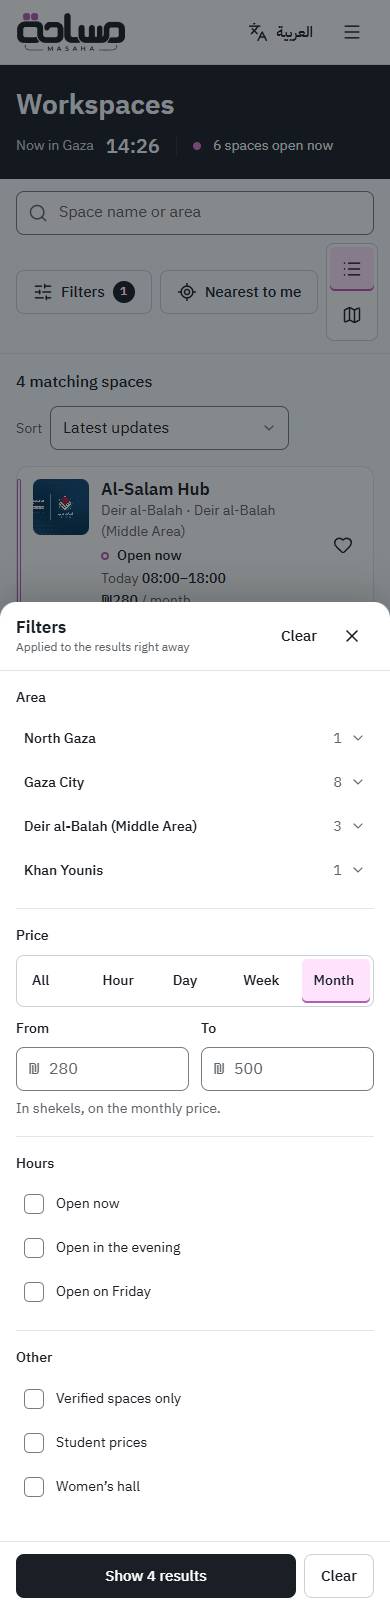 مساحة
MASAHA
العربية
Workspaces
Now in Gaza 14:26 6 spaces open now
Space name or area
Filters 1 Nearest to me
4 matching spaces
Sort Latest updates
Al-Salam Hub
Deir al-Balah · Deir al-Balah
(Middle Area)
Open now
Today 08:00–18:00
₪280 / month
Filters
Applied to the results right away
Clear
Area
North Gaza 1
Gaza City 8
Deir al-Balah (Middle Area) 3
Khan Younis 1
Price
All Hour Day Week Month
From To
₪ 280 ₪ 500
In shekels, on the monthly price.
Hours
Open now
Open in the evening
Open on Friday
Other
Verified spaces only
Student prices
Women’s hall
Show 4 results Clear